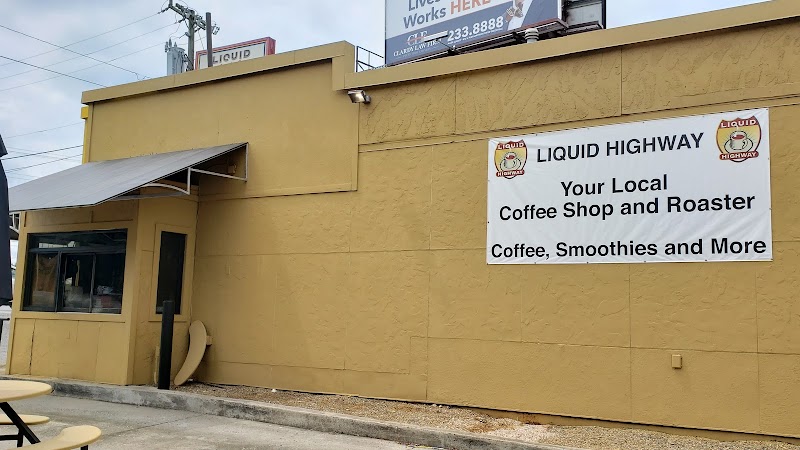 Works HERE
233.8888
LIQUID
LIQUID
HIGHWAY
LIQUID HIGHWAY
LIQUID
HIGHWAY
Your Local
Coffee Shop and Roaster
Coffee, Smoothies and More